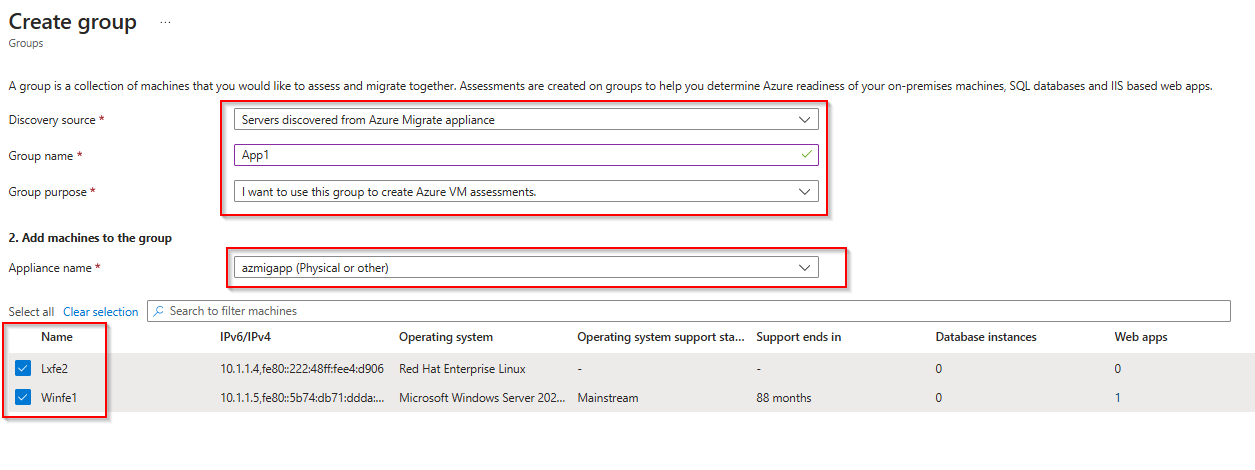 Create group ...
Groups
A group is a collection of machines that you would like to assess and migrate together. Assessments are created on groups to help you determine Azure readiness of your on-premises machines, SQL databases and IIS based web apps.
Discovery source * Servers discovered from Azure Migrate appliance
Group name * App1
Group purpose * I want to use this group to create Azure VM assessments.
2. Add machines to the group
Appliance name * azmigapp (Physical or other)
Select all Clear selection Search to filter machines
Name IPv6/IPv4 Operating system Operating system support sta... Support ends in Database instances Web apps
Lxfe2 10.1.1.4,fe80::222:48ff:fee4:d906 Red Hat Enterprise Linux - - 0 0
Winfe1 10.1.1.5,fe80::5b74:db71:ddda:... Microsoft Windows Server 202... Mainstream 88 months 0 1